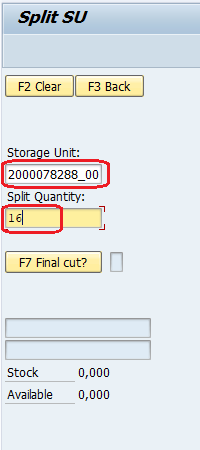 Split SU
F2 Clear F3 Back
Storage Unit:
2000078288_00
Split Quantity:
16
F7 Final cut?
Stock 0,000
Available 0,000